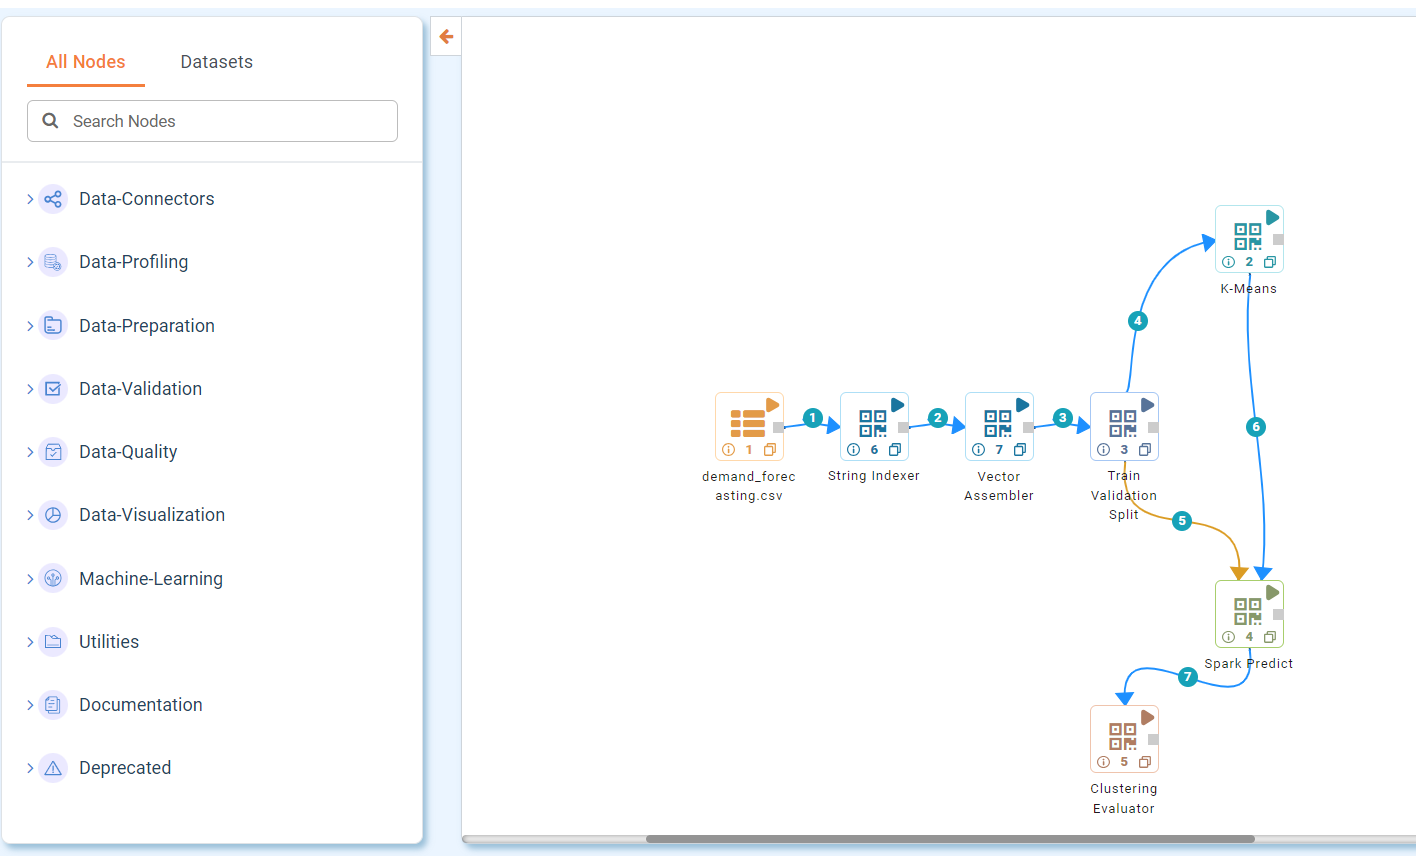 All Nodes
Datasets
Search Nodes
Data-Connectors
Data-Profiling
Data-Preparation
Data-Validation
Data-Quality
Data-Visualization
Machine-Learning
Utilities
Documentation
Deprecated
2
K-Means
4
1
2
3
6
1
6
7
3
demand_forec
asting.csv
String Indexer
Vector
Assembler
Train
Validation
Split
5
4
Spark Predict
7
5
Clustering
Evaluator